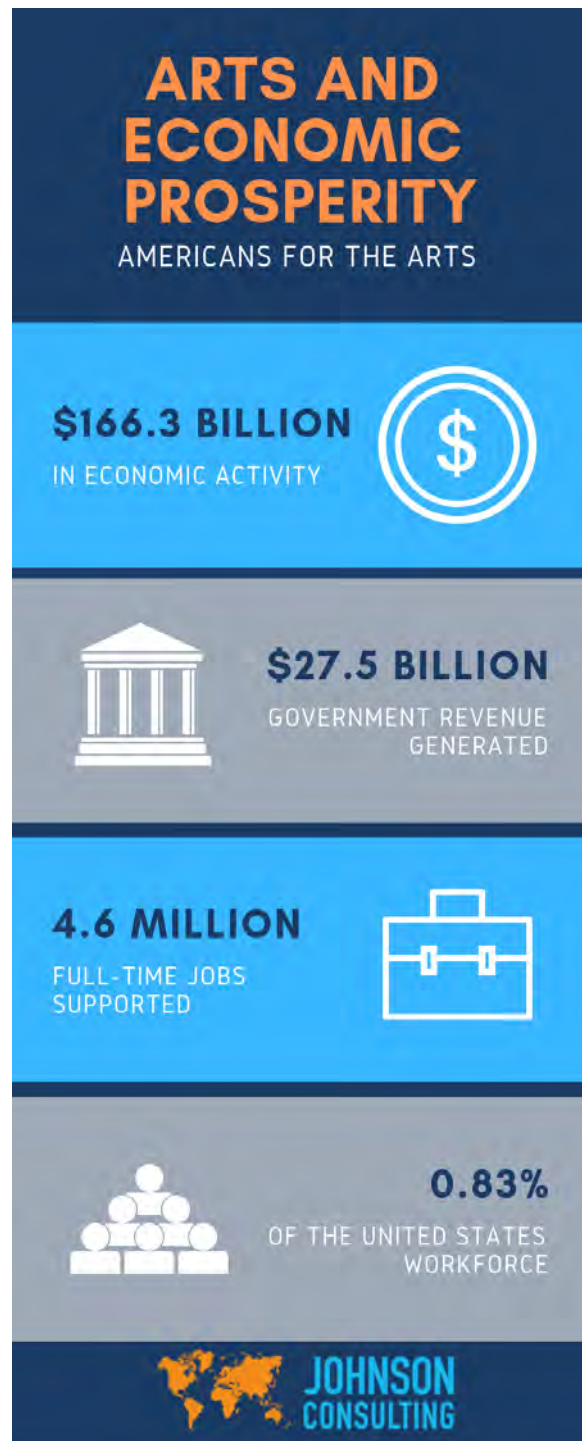 ARTS AND
ECONOMIC
PROSPERITY
AMERICANS FOR THE ARTS
$166.3 BILLION
IN ECONOMIC ACTIVITY
$
$27.5 BILLION
GOVERNMENT REVENUE
GENERATED
4.6 MILLION
FULL-TIME JOBS
SUPPORTED
0.83%
OF THE UNITED STATES
WORKFORCE
JOHNSON
CONSULTING